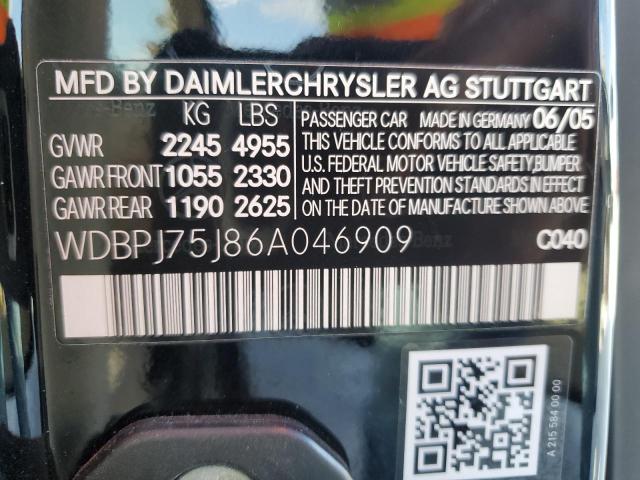 MFD BY DAIMLERCHRYSLER AG STUTTGART
KG LBS
GVWR 2245 4955
GAWR FRONT 1055 2330
GAWR REAR 1190 2625
PASSENGER CAR MADE IN GERMANY 06/05
THIS VEHICLE CONFORMS TO ALL APPLICABLE
U.S. FEDERAL MOTOR VEHICLE SAFETY,BUMPER
AND THEFT PREVENTION STANDARDS IN EFFECT
ON THE DATE OF MANUFACTURE SHOWN ABOVE
WDBPJ75J86A046909 C040
A 215 584 00 00